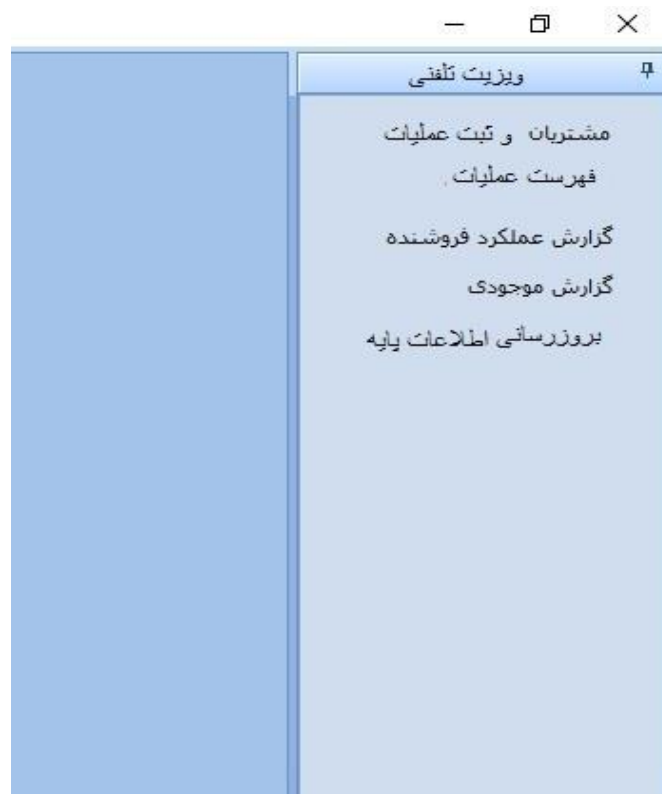 ویزیت تلفنی
مشتریان و ثبت عملیات
فهرست عملیات
گزارش عملکرد فروشنده
گزارش موجودی
بروزرسانی اطلاعات پایه